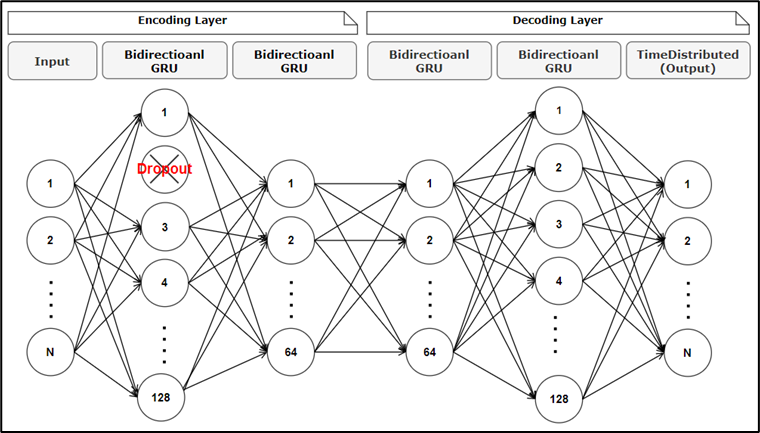 Encoding Layer
Decoding Layer
Input
Bidirectioanl
GRU
Bidirectioanl
GRU
Bidirectioanl
GRU
Bidirectioanl
GRU
TimeDistributed
(Output)
1
2
N
1
Dropout
3
4
128
1
2
64
1
2
64
1
2
3
4
128
1
2
N